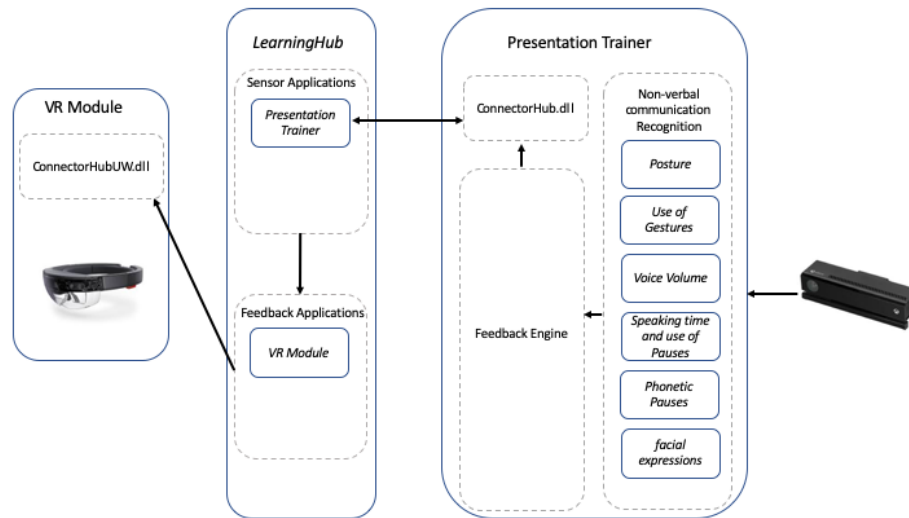 VR Module
ConnectorHubUW.dll
LearningHub
Sensor Applications
Presentation
Trainer
Feedback Applications
VR Module
Presentation Trainer
ConnectorHub.dll
Feedback Engine
Non-verbal
communication
Recognition
Posture
Use of
Gestures
Voice Volume
Speaking time
and use of
Pauses
Phonetic
Pauses
facial
expressions